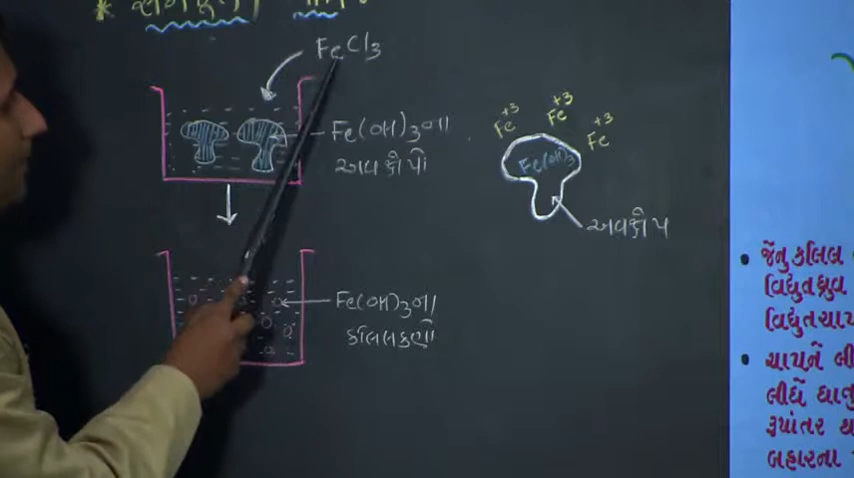 FeCl3
Fe(OH)3ના
અવક્ષેપો
Fe+3
Fe+3
Fe+3
Fe(OH)3
અવક્ષેપ
Fe(OH)3ના
કલિલકણો
• જેનું કલિલ
વિદ્યુતધ્રુવ
વિદ્યુતચાપ
• ચાપને
લીધે
રૂપાંતર
બહારના